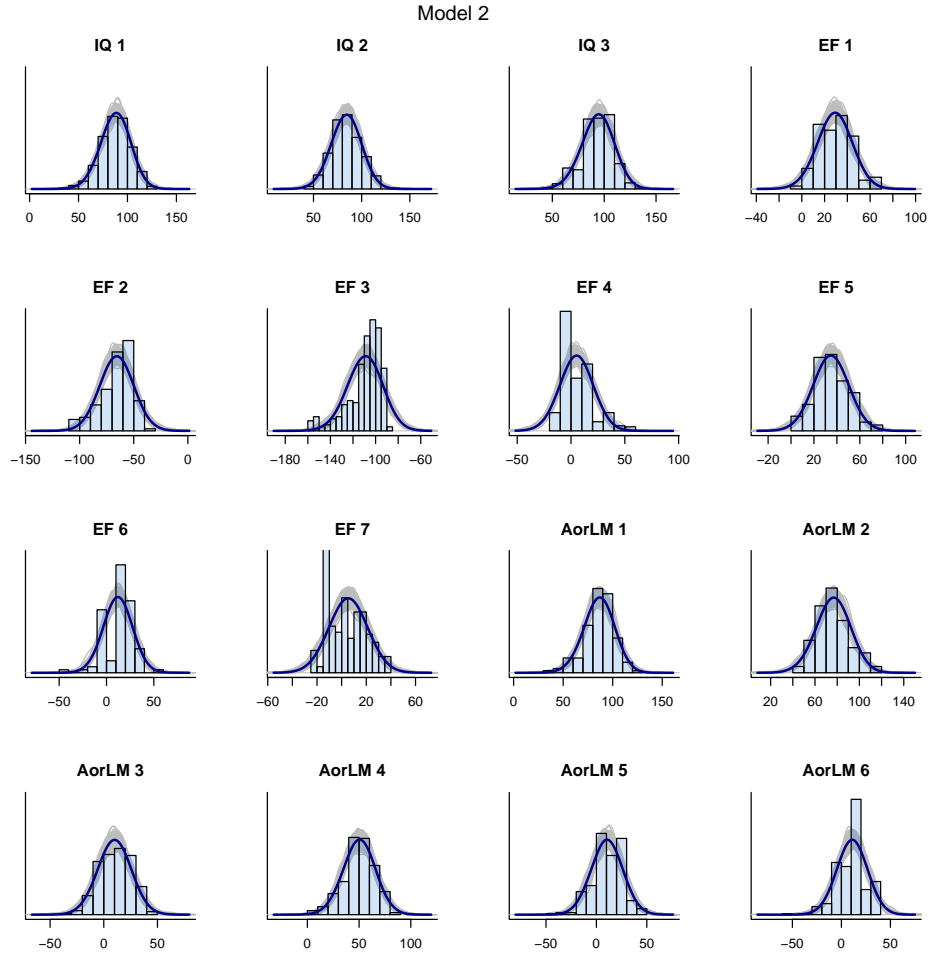 Model 2
IQ 1 IQ 2 IQ 3 EF 1
0 50 100 150 50 100 150 50 100 150 −40 0 20 60 100
EF 2 EF 3 EF 4 EF 5
−150 −100 −50 0 −180 −140 −100 −60 −50 0 50 100 −20 20 60 100
EF 6 EF 7 AorLM 1 AorLM 2
−50 0 50 −60 −20 20 60 0 50 100 150 20 60 100 140
AorLM 3 AorLM 4 AorLM 5 AorLM 6
−50 0 50 0 50 100 −50 0 50 −50 0 50